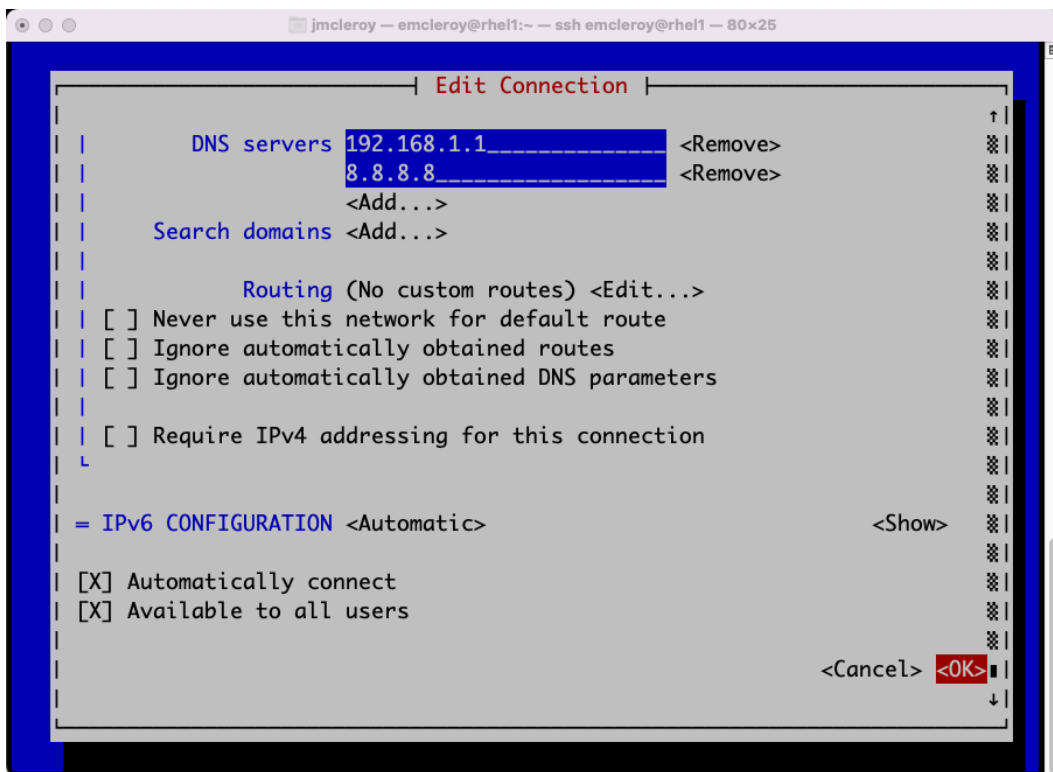 jmcleroy — emcleroy@rhel1:~ — ssh emcleroy@rhel1 — 80×25
Edit Connection
DNS servers 192.168.1.1______________ <Remove>
8.8.8.8__________________ <Remove>
<Add...>
Search domains <Add...>
Routing (No custom routes) <Edit...>
[ ] Never use this network for default route
[ ] Ignore automatically obtained routes
[ ] Ignore automatically obtained DNS parameters
[ ] Require IPv4 addressing for this connection
= IPv6 CONFIGURATION <Automatic> <Show>
[X] Automatically connect
[X] Available to all users
<Cancel> <OK>